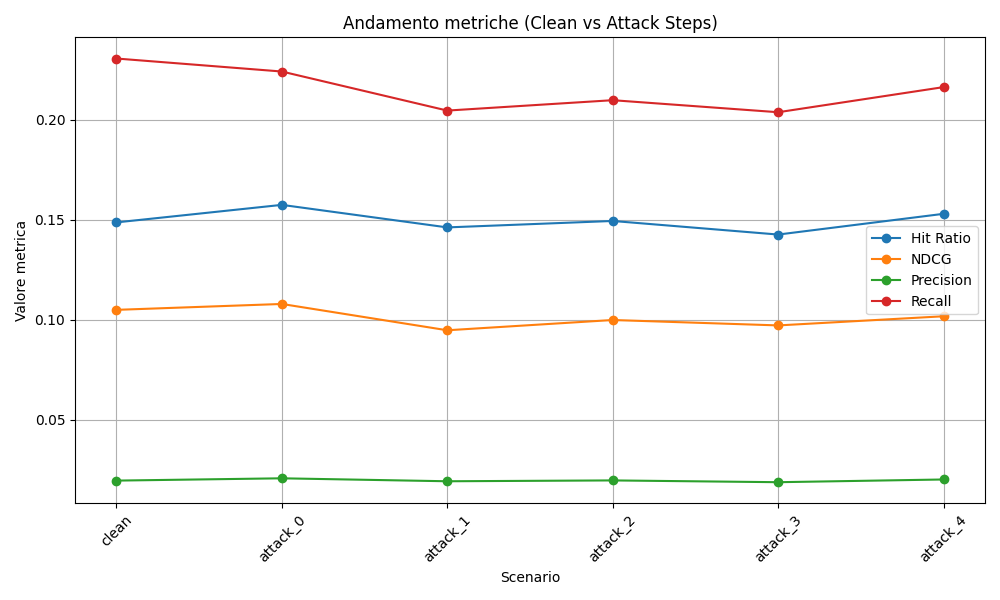 Andamento metriche (Clean vs Attack Steps)
Valore metrica
0.20
0.15
0.10
0.05
Hit Ratio
NDCG
Precision
Recall
clean
attack_0
attack_1
attack_2
attack_3
attack_4
Scenario